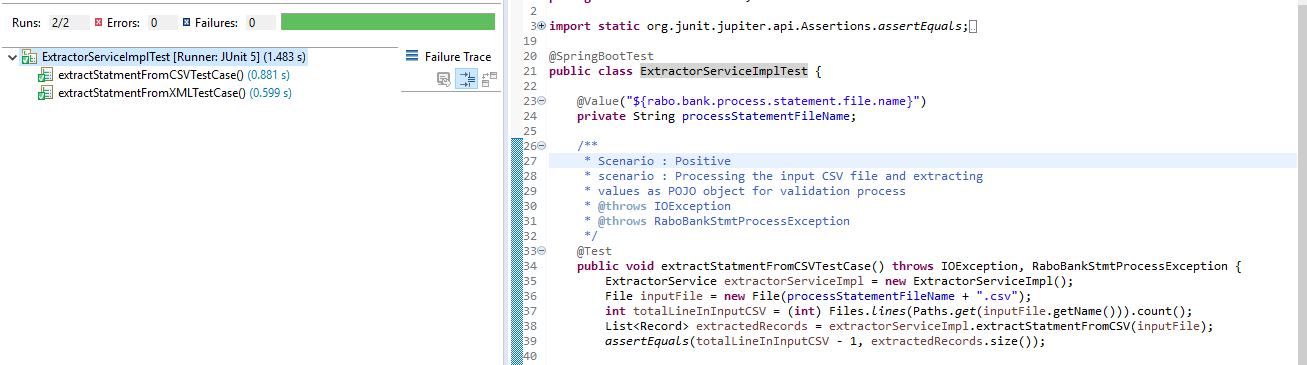 Runs: 2/2 Errors: 0 Failures: 0
ExtractorServiceImplTest [Runner: JUnit 5] (1.483 s)
extractStatmentFromCSVTestCase() (0.881 s)
extractStatmentFromXMLTestCase() (0.599 s)
Failure Trace
2
3 import static org.junit.jupiter.api.Assertions.assertEquals;
19
20 @SpringBootTest
21 public class ExtractorServiceImplTest {
22
23 @Value("${rabo.bank.process.statement.file.name}")
24 private String processStatementFileName;
25
26 /**
27 * Scenario : Positive
28 * scenario : Processing the input CSV file and extracting
29 * values as POJO object for validation process
30 * @throws IOException
31 * @throws RaboBankStmtProcessException
32 */
33 @Test
34 public void extractStatmentFromCSVTestCase() throws IOException, RaboBankStmtProcessException {
35 ExtractorService extractorServiceImpl = new ExtractorServiceImpl();
36 File inputFile = new File(processStatementFileName + ".csv");
37 int totalLineInInputCSV = (int) Files.lines(Paths.get(inputFile.getName())).count();
38 List<Record> extractedRecords = extractorServiceImpl.extractStatmentFromCSV(inputFile);
39 assertEquals(totalLineInInputCSV - 1, extractedRecords.size());
40